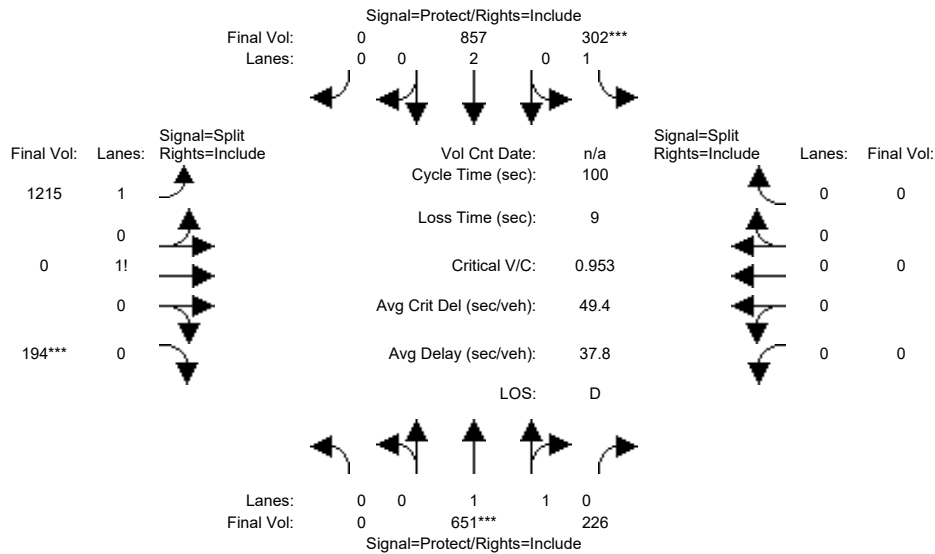 Signal=Protect/Rights=Include
Final Vol: 0 857 302***
Lanes: 0 0 2 0 1
Signal=Split Signal=Split
Final Vol: Lanes: Rights=Include Vol Cnt Date: n/a Rights=Include Lanes: Final Vol:
Cycle Time (sec): 100
1215 1 0 0
Loss Time (sec): 9
0 0
0 1! Critical V/C: 0.953 0 0
0 Avg Crit Del (sec/veh): 49.4 0
194*** 0 Avg Delay (sec/veh): 37.8 0 0
LOS: D
Lanes: 0 0 1 1 0
Final Vol: 0 651*** 226
Signal=Protect/Rights=Include